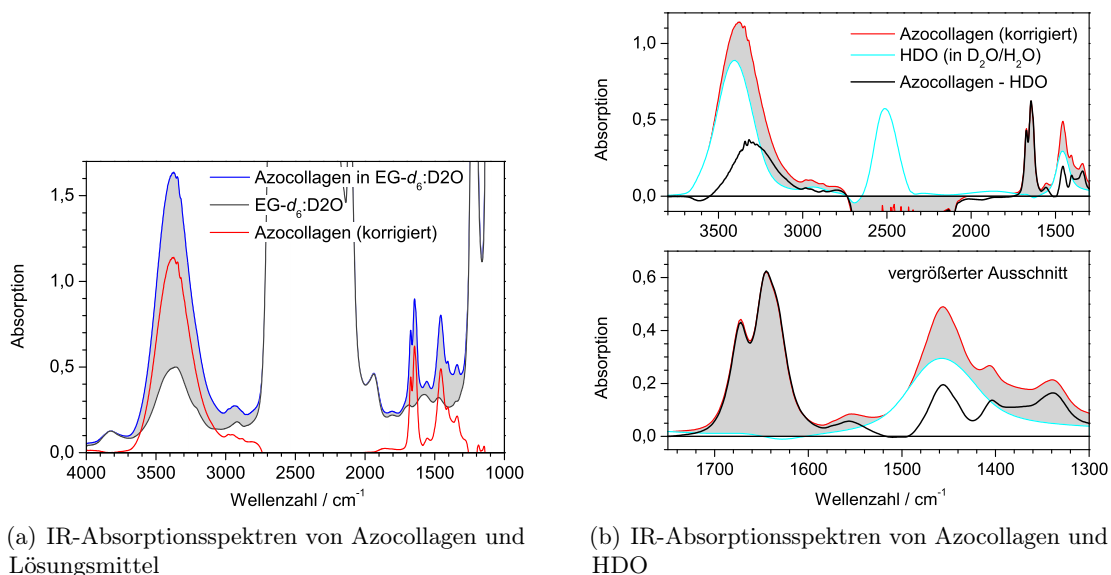 Absorption
1,5
1,0
0,5
0,0
4000 3500 3000 2500 2000 1500 1000
Wellenzahl / cm⁻¹
Azocollagen in EG-d₆:D2O
EG-d₆:D2O
Azocollagen (korrigiert)
(a) IR-Absorptionsspektren von Azocollagen und
Lösungsmittel
Absorption
1,0
0,5
0,0
3500 3000 2500 2000 1500
Azocollagen (korrigiert)
HDO (in D₂O/H₂O)
Azocollagen - HDO
Absorption
0,6
0,4
0,2
0,0
1700 1600 1500 1400 1300
Wellenzahl / cm⁻¹
vergrößerter Ausschnitt
(b) IR-Absorptionsspektren von Azocollagen und
HDO